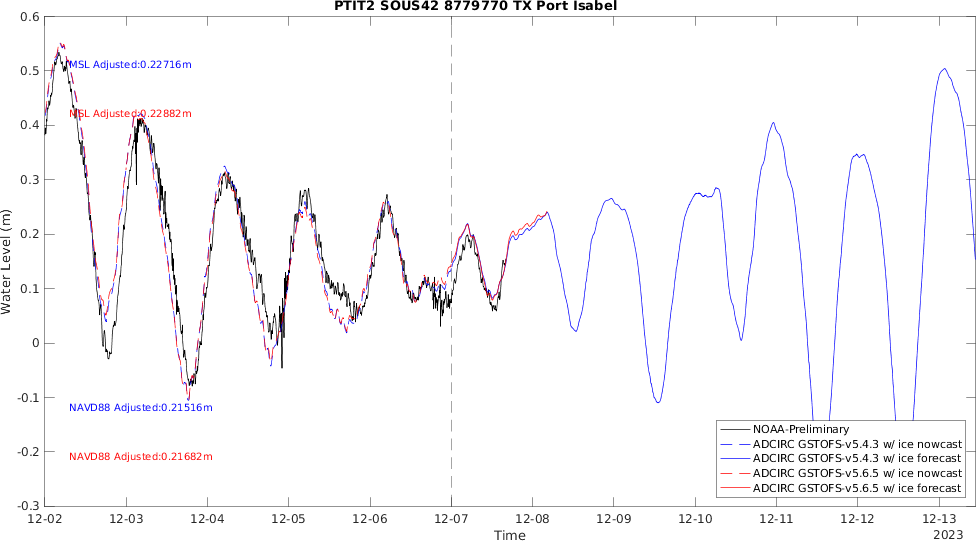 PTIT2 SOUS42 8779770 TX Port Isabel
0.6
0.5
0.4
0.3
0.2
0.1
0
-0.1
-0.2
-0.3
Water Level (m)
MSL Adjusted:0.22716m
MSL Adjusted:0.22882m
NAVD88 Adjusted:0.21516m
NAVD88 Adjusted:0.21682m
NOAA-Preliminary
ADCIRC GSTOFS-v5.4.3 w/ ice nowcast
ADCIRC GSTOFS-v5.4.3 w/ ice forecast
ADCIRC GSTOFS-v5.6.5 w/ ice nowcast
ADCIRC GSTOFS-v5.6.5 w/ ice forecast
12-02 12-03 12-04 12-05 12-06 12-07 12-08 12-09 12-10 12-11 12-12 12-13
Time
2023